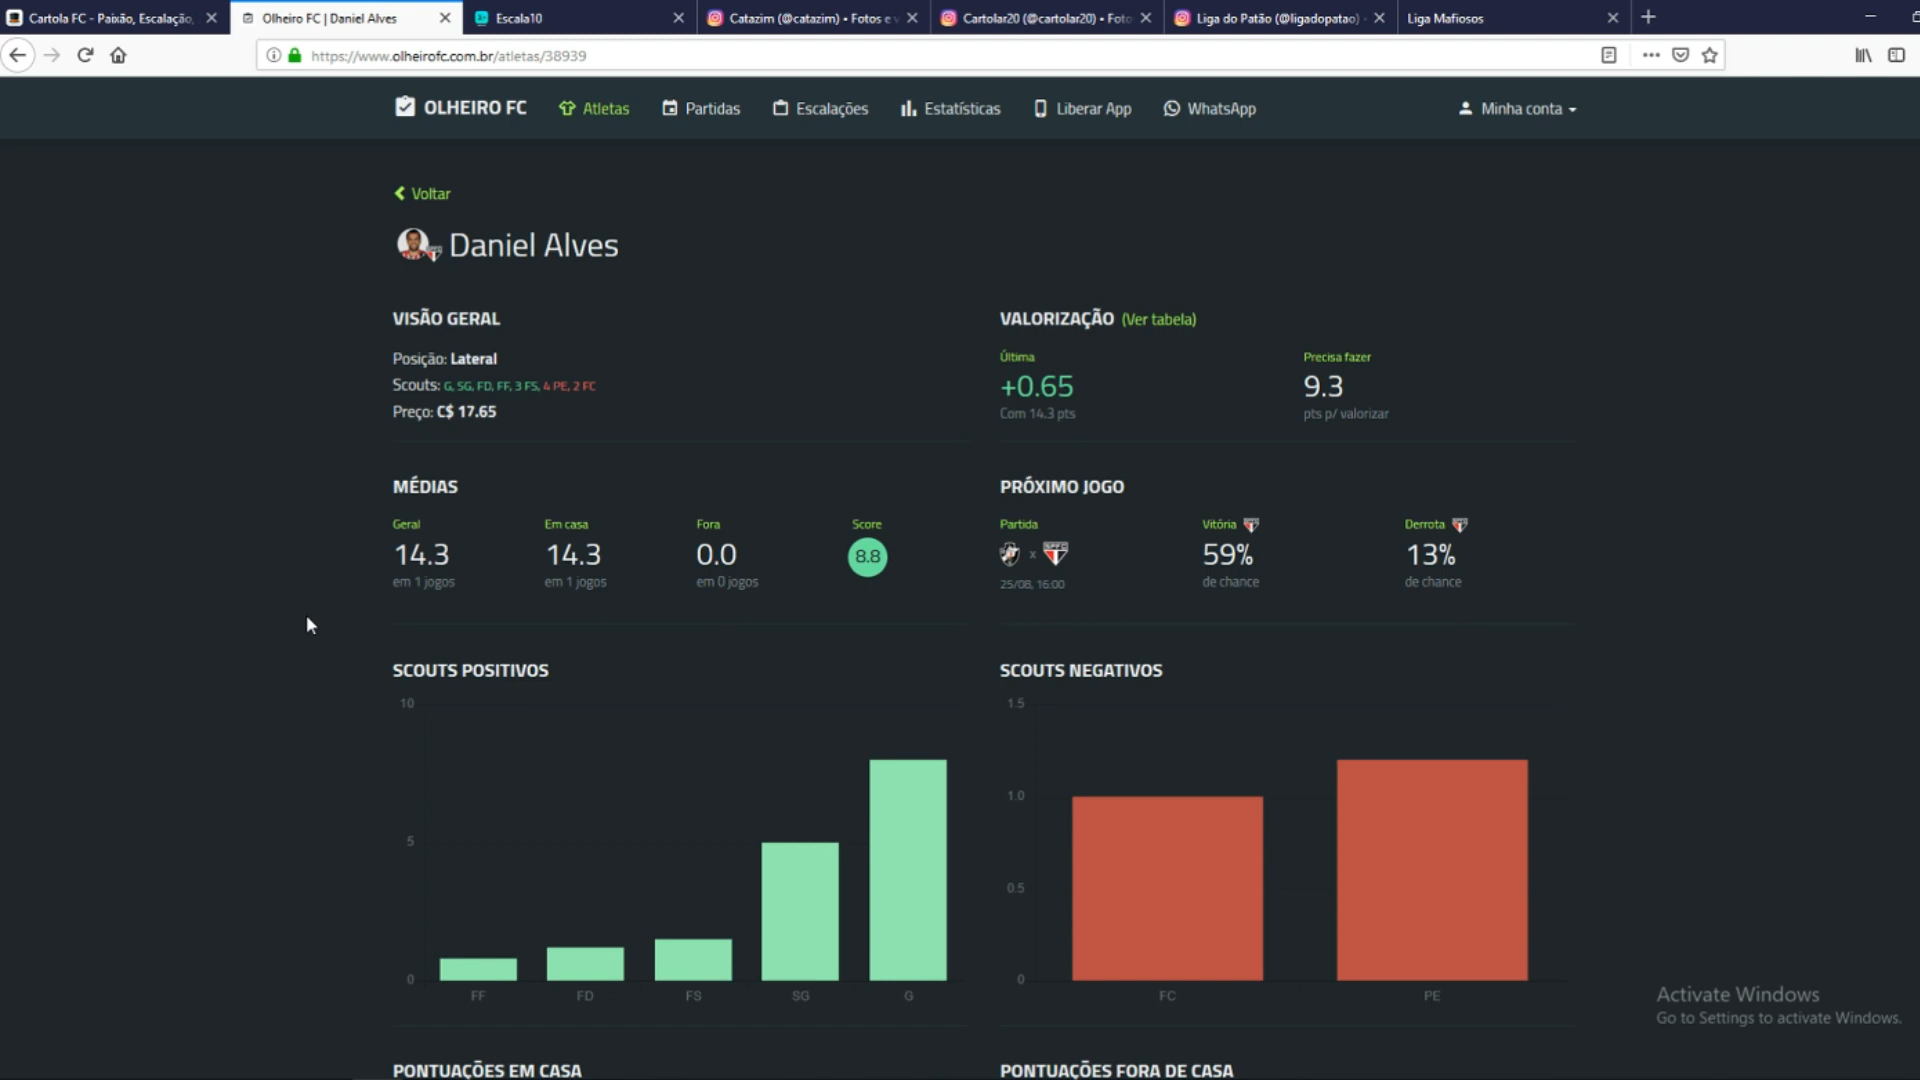 Cartola FC - Paixão, Escalação,
Olheiro FC | Daniel Alves
Escala10
Catazim (@catazim) • Fotos e v
Cartolar20 (@cartolar20) • Foto
Liga do Patão (@ligadopatao)
Liga Mafiosos
https://www.olheirofc.com.br/atletas/38939
OLHEIRO FC
Atletas
Partidas
Escalações
Estatísticas
Liberar App
WhatsApp
Minha conta
Voltar
Daniel Alves
VISÃO GERAL
Posição: Lateral
Scouts: G, SG, FD, FF, 3 FS, 4 PE, 2 FC
Preço: C$ 17.65
VALORIZAÇÃO (Ver tabela)
Última
+0.65
Com 14.3 pts
Precisa fazer
9.3
pts p/ valorizar
MÉDIAS
Geral
14.3
em 1 jogos
Em casa
14.3
em 1 jogos
Fora
0.0
em 0 jogos
Score
8.8
PRÓXIMO JOGO
Partida
x
25/08, 16:00
Vitória
59%
de chance
Derrota
13%
de chance
SCOUTS POSITIVOS
10
5
0
FF FD FS SG G
SCOUTS NEGATIVOS
1.5
1.0
0.5
0
FC PE
Activate Windows
Go to Settings to activate Windows.
PONTUAÇÕES EM CASA
PONTUAÇÕES FORA DE CASA